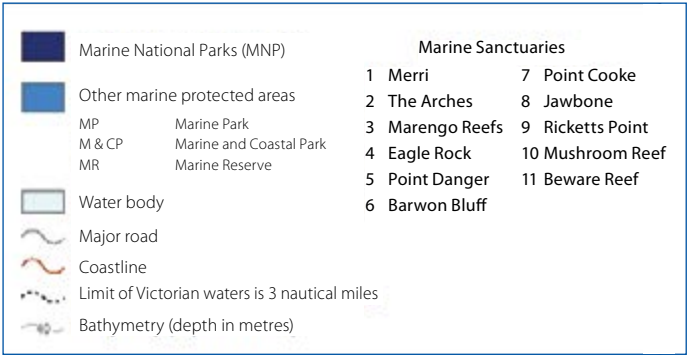 Marine National Parks (MNP)
Other marine protected areas
MP Marine Park
M & CP Marine and Coastal Park
MR Marine Reserve
Water body
Major road
Coastline
Limit of Victorian waters is 3 nautical miles
Bathymetry (depth in metres)
Marine Sanctuaries
1 Merri
2 The Arches
3 Marengo Reefs
4 Eagle Rock
5 Point Danger
6 Barwon Bluff
7 Point Cooke
8 Jawbone
9 Ricketts Point
10 Mushroom Reef
11 Beware Reef